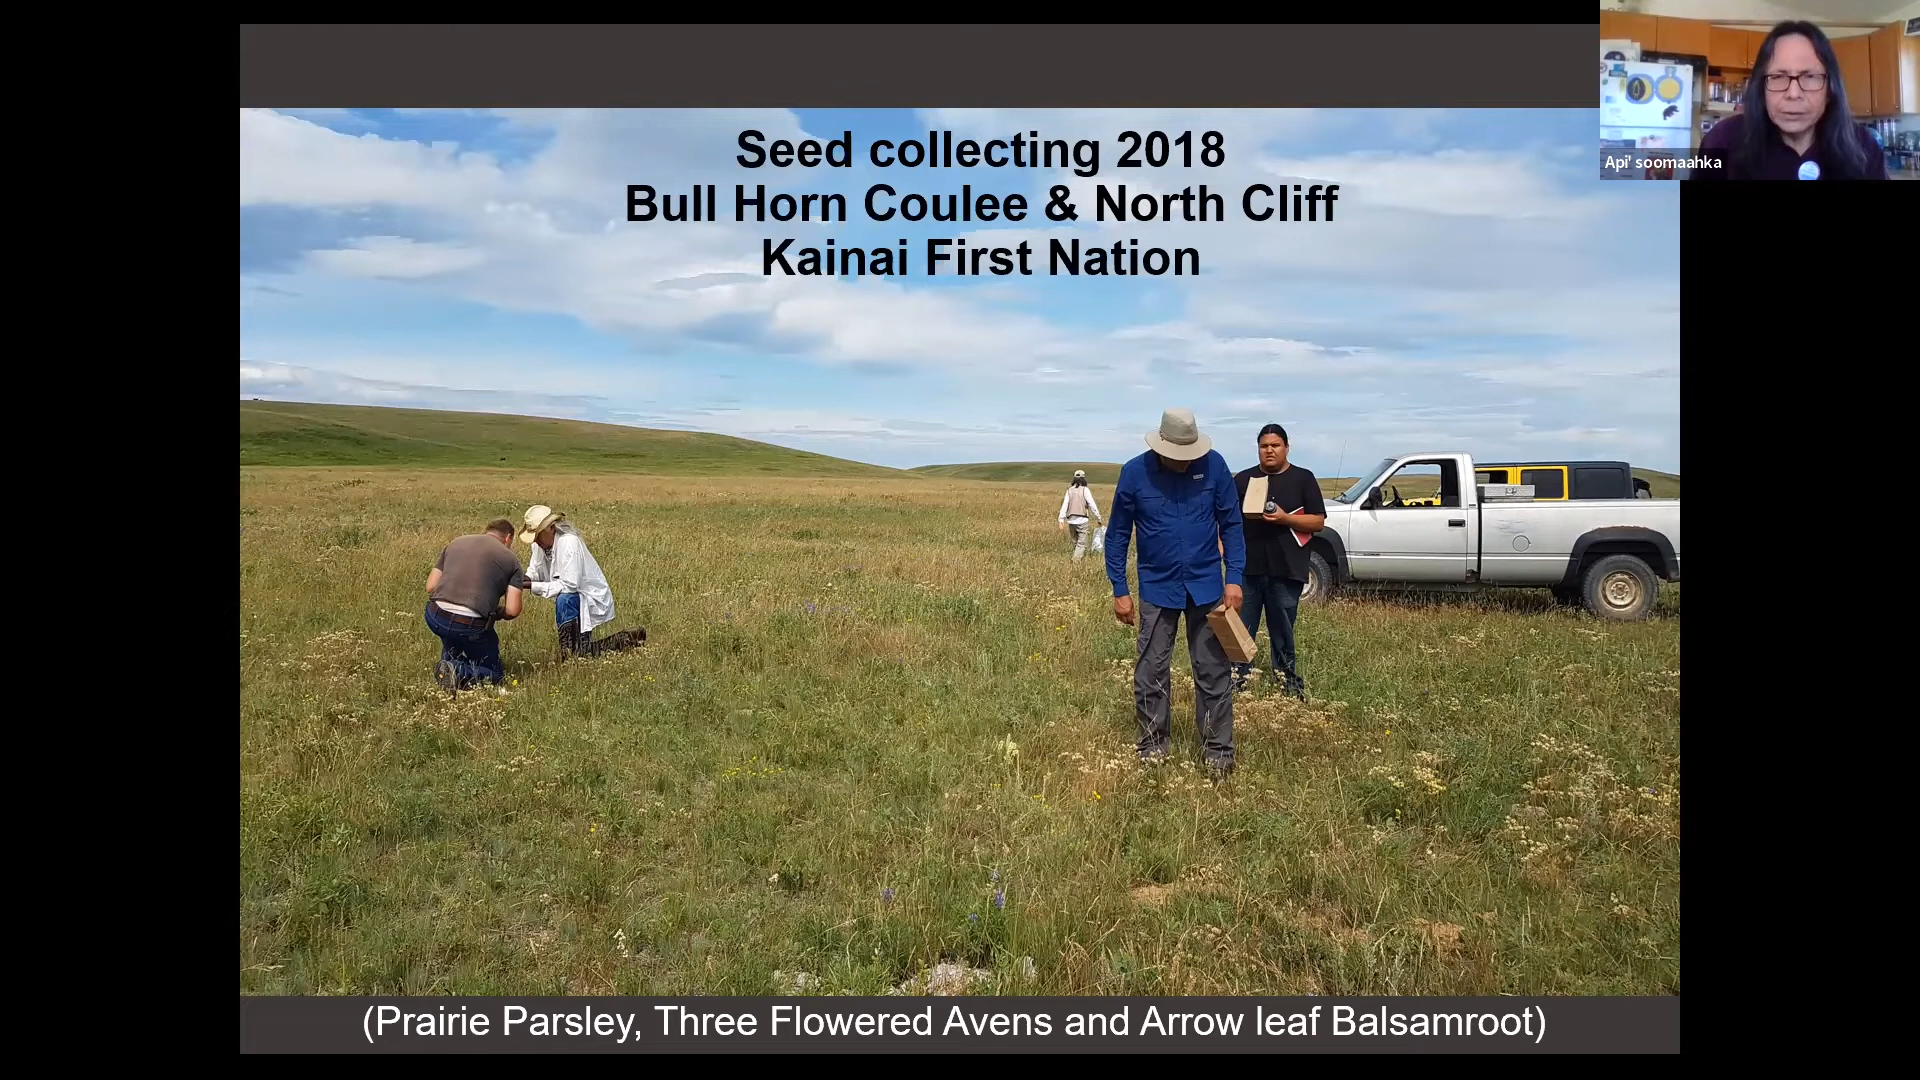 Seed collecting 2018
Bull Horn Coulee & North Cliff
Kainai First Nation
Api' soomaahka
(Prairie Parsley, Three Flowered Avens and Arrow leaf Balsamroot)